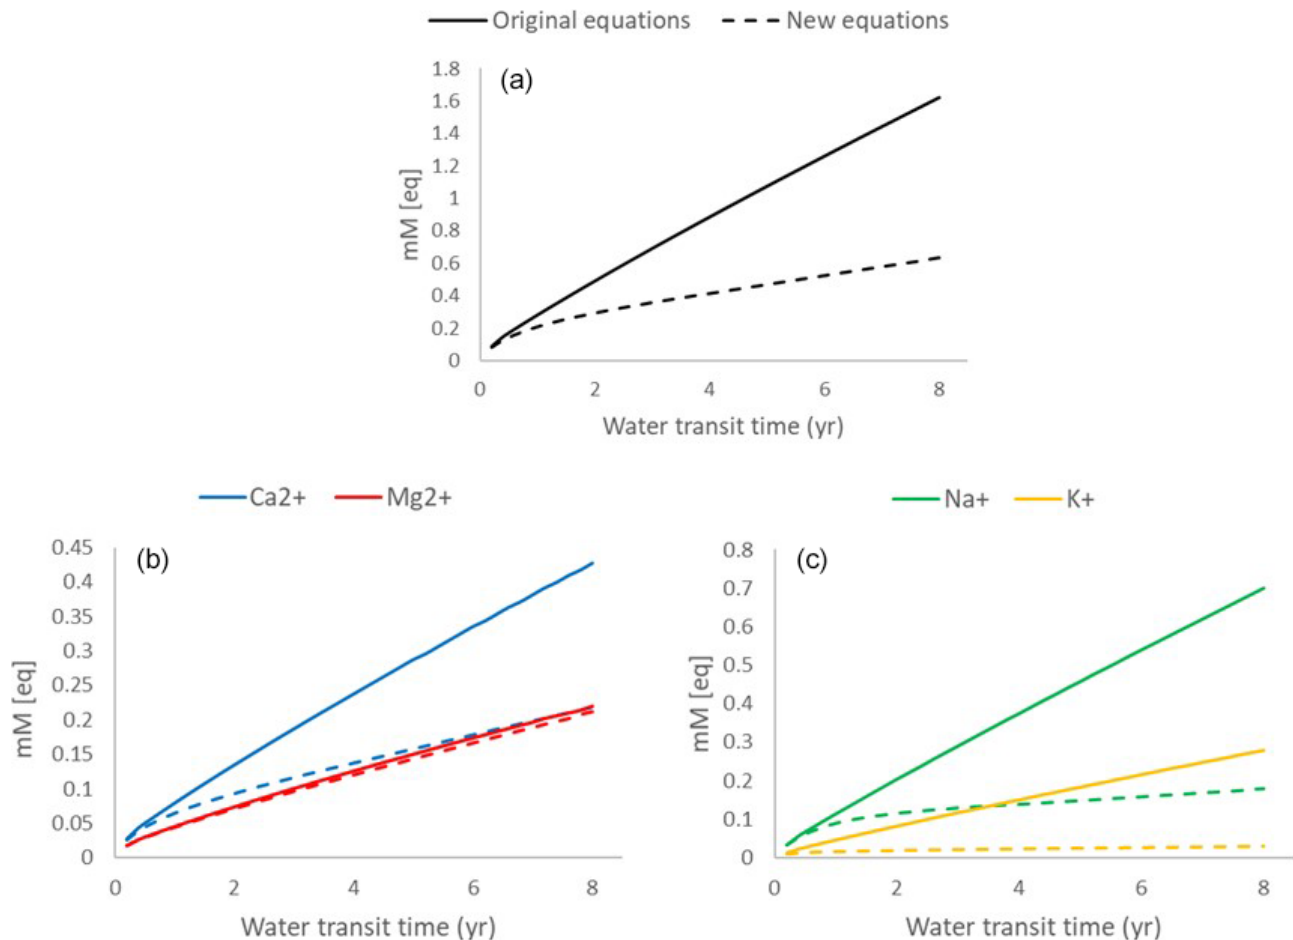 Original equations New equations
(a)
1.8
1.6
1.4
1.2
1
0.8
0.6
0.4
0.2
0
mM [eq]
0 2 4 6 8
Water transit time (yr)
Ca2+ Mg2+
(b)
0.45
0.4
0.35
0.3
0.25
0.2
0.15
0.1
0.05
0
mM [eq]
0 2 4 6 8
Water transit time (yr)
Na+ K+
(c)
0.8
0.7
0.6
0.5
0.4
0.3
0.2
0.1
0
mM [eq]
0 2 4 6 8
Water transit time (yr)